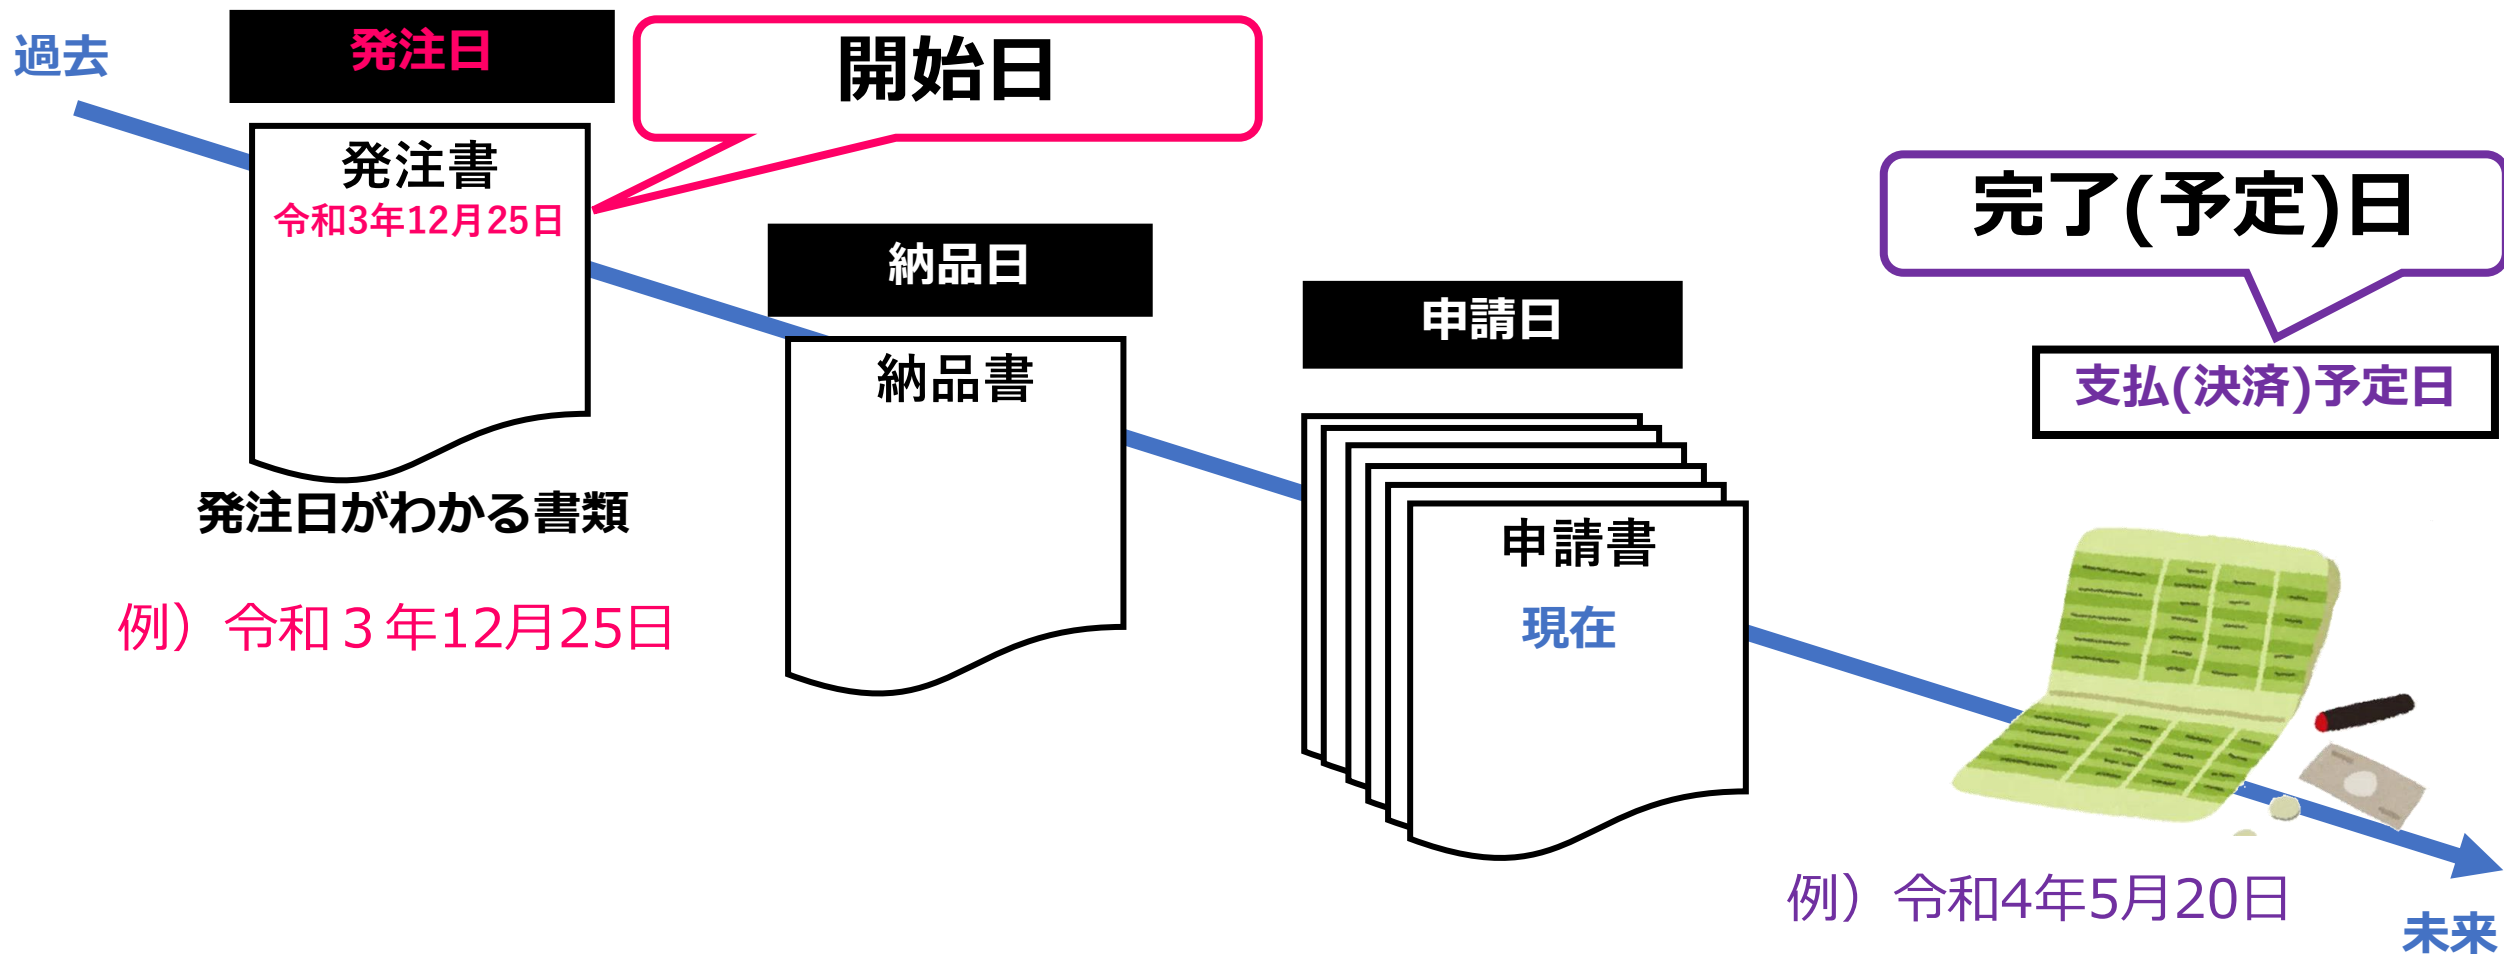 過去
発注日
開始日
発注書
令和3年12月25日
発注日がわかる書類
例）令和３年12月25日
納品日
納品書
申請日
申請書
現在
完了(予定)日
支払(決済)予定日
例）令和4年5月20日
未来